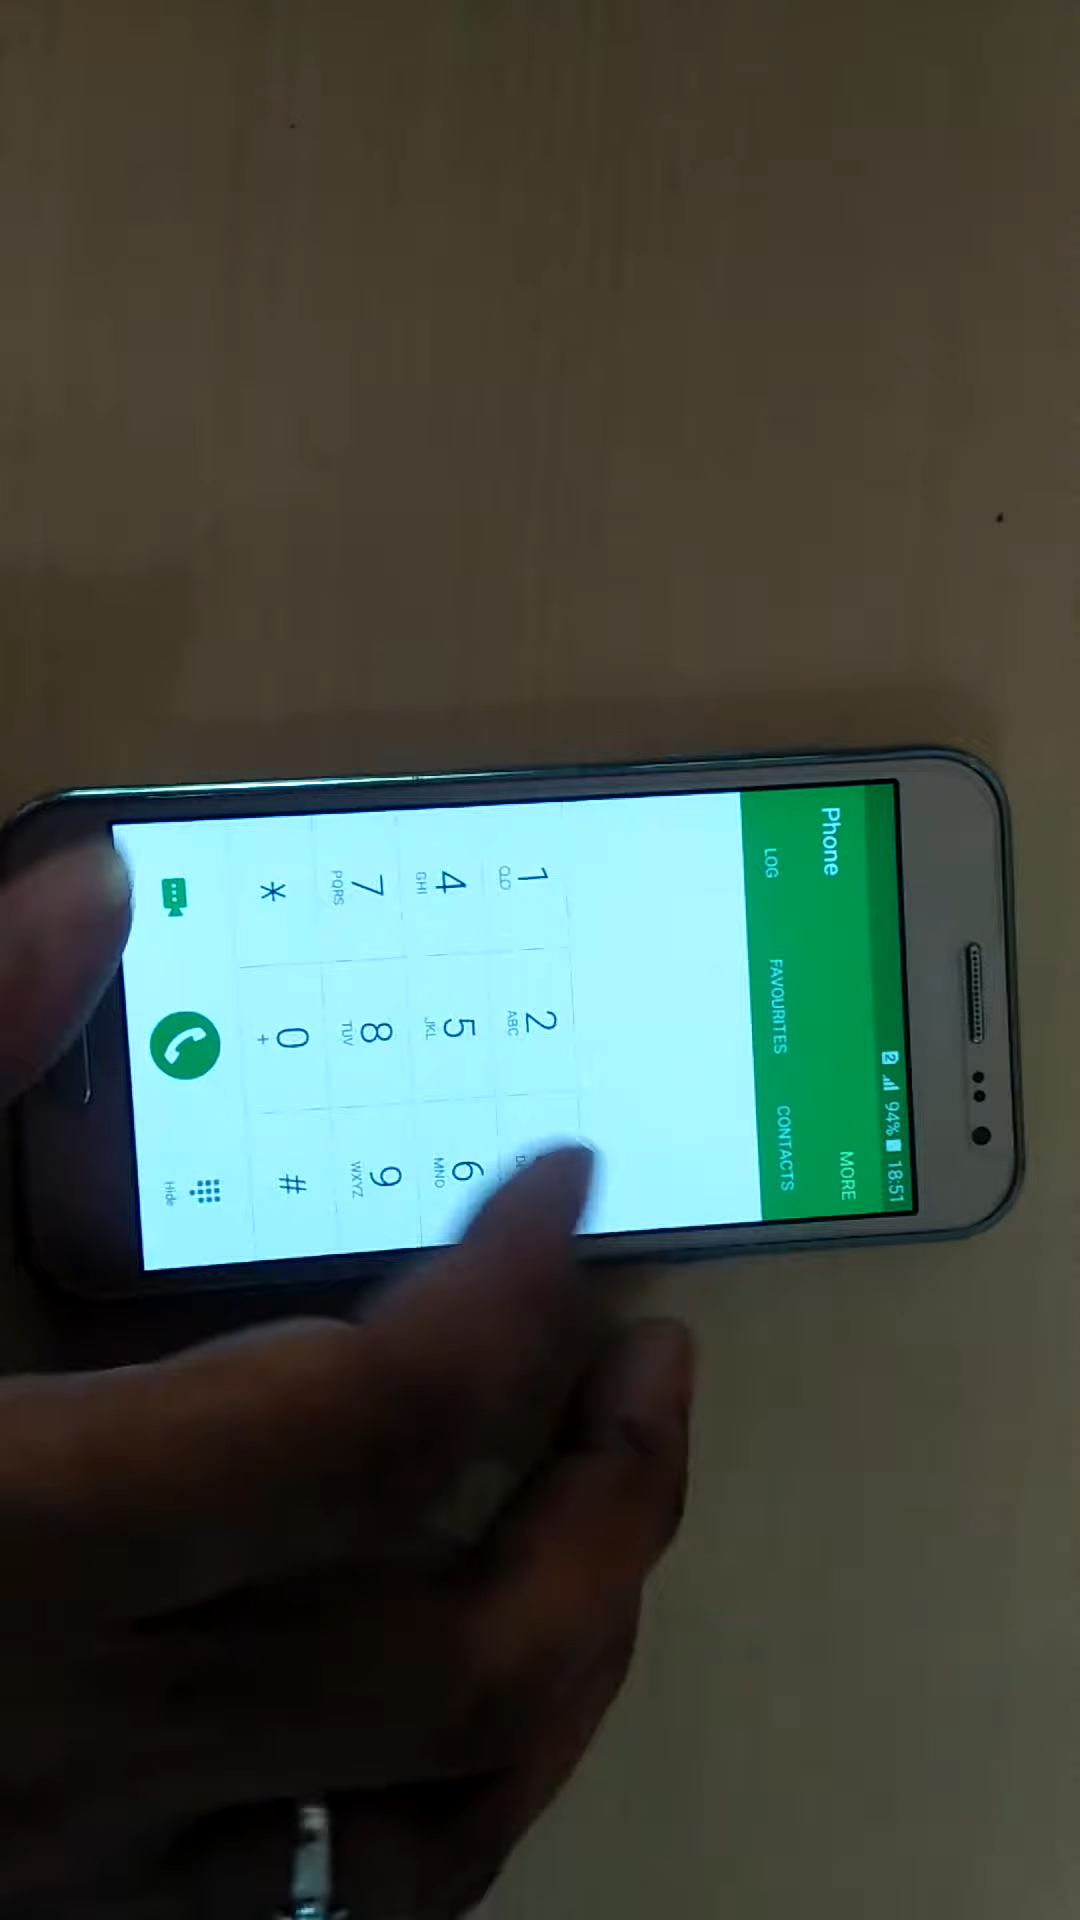 2 94% 18:51
Phone MORE
LOG FAVOURITES CONTACTS
1 2
ABC
4 5 6
GHI JKL MNO
7 8 9
PQRS TUV WXYZ
* 0 #
+
Hide